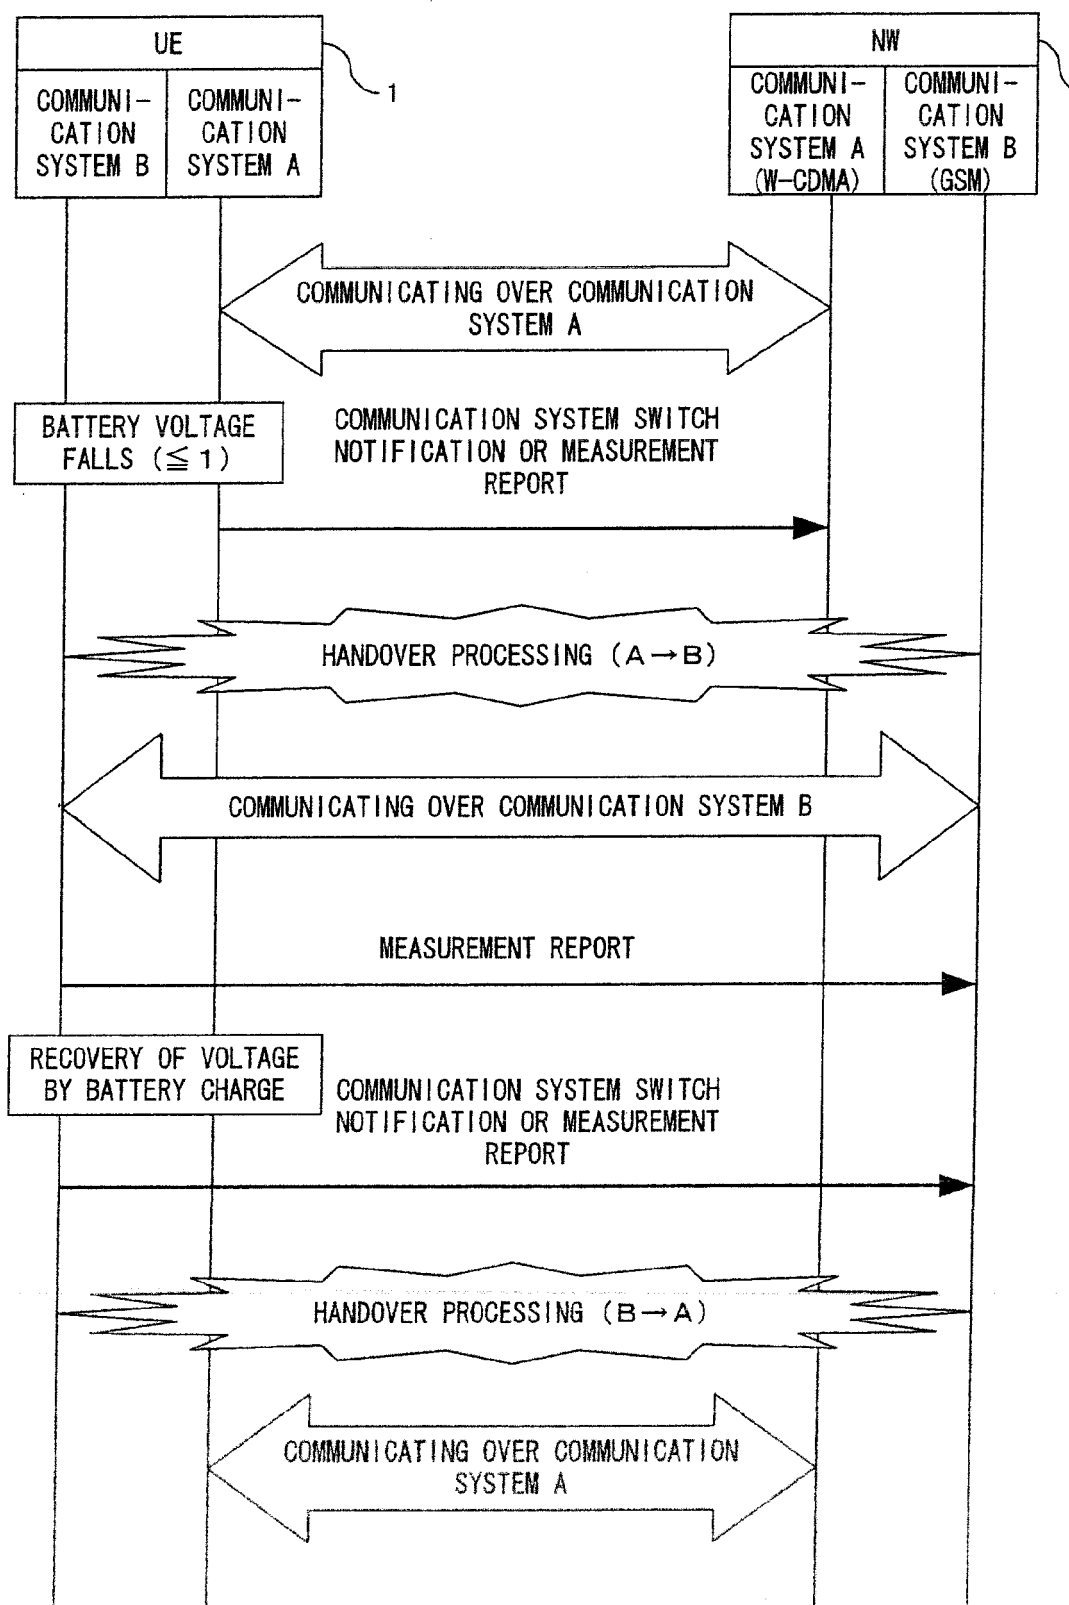 UE
COMMUNI-
CATION
SYSTEM B
COMMUNI-
CATION
SYSTEM A
1
NW
COMMUNI-
CATION
SYSTEM A
(W-CDMA)
COMMUNI-
CATION
SYSTEM B
(GSM)
COMMUNICATING OVER COMMUNICATION
SYSTEM A
BATTERY VOLTAGE
FALLS (≦ 1)
COMMUNICATION SYSTEM SWITCH
NOTIFICATION OR MEASUREMENT
REPORT
HANDOVER PROCESSING (A→B)
COMMUNICATING OVER COMMUNICATION SYSTEM B
MEASUREMENT REPORT
RECOVERY OF VOLTAGE
BY BATTERY CHARGE
COMMUNICATION SYSTEM SWITCH
NOTIFICATION OR MEASUREMENT
REPORT
HANDOVER PROCESSING (B→A)
COMMUNICATING OVER COMMUNICATION
SYSTEM A